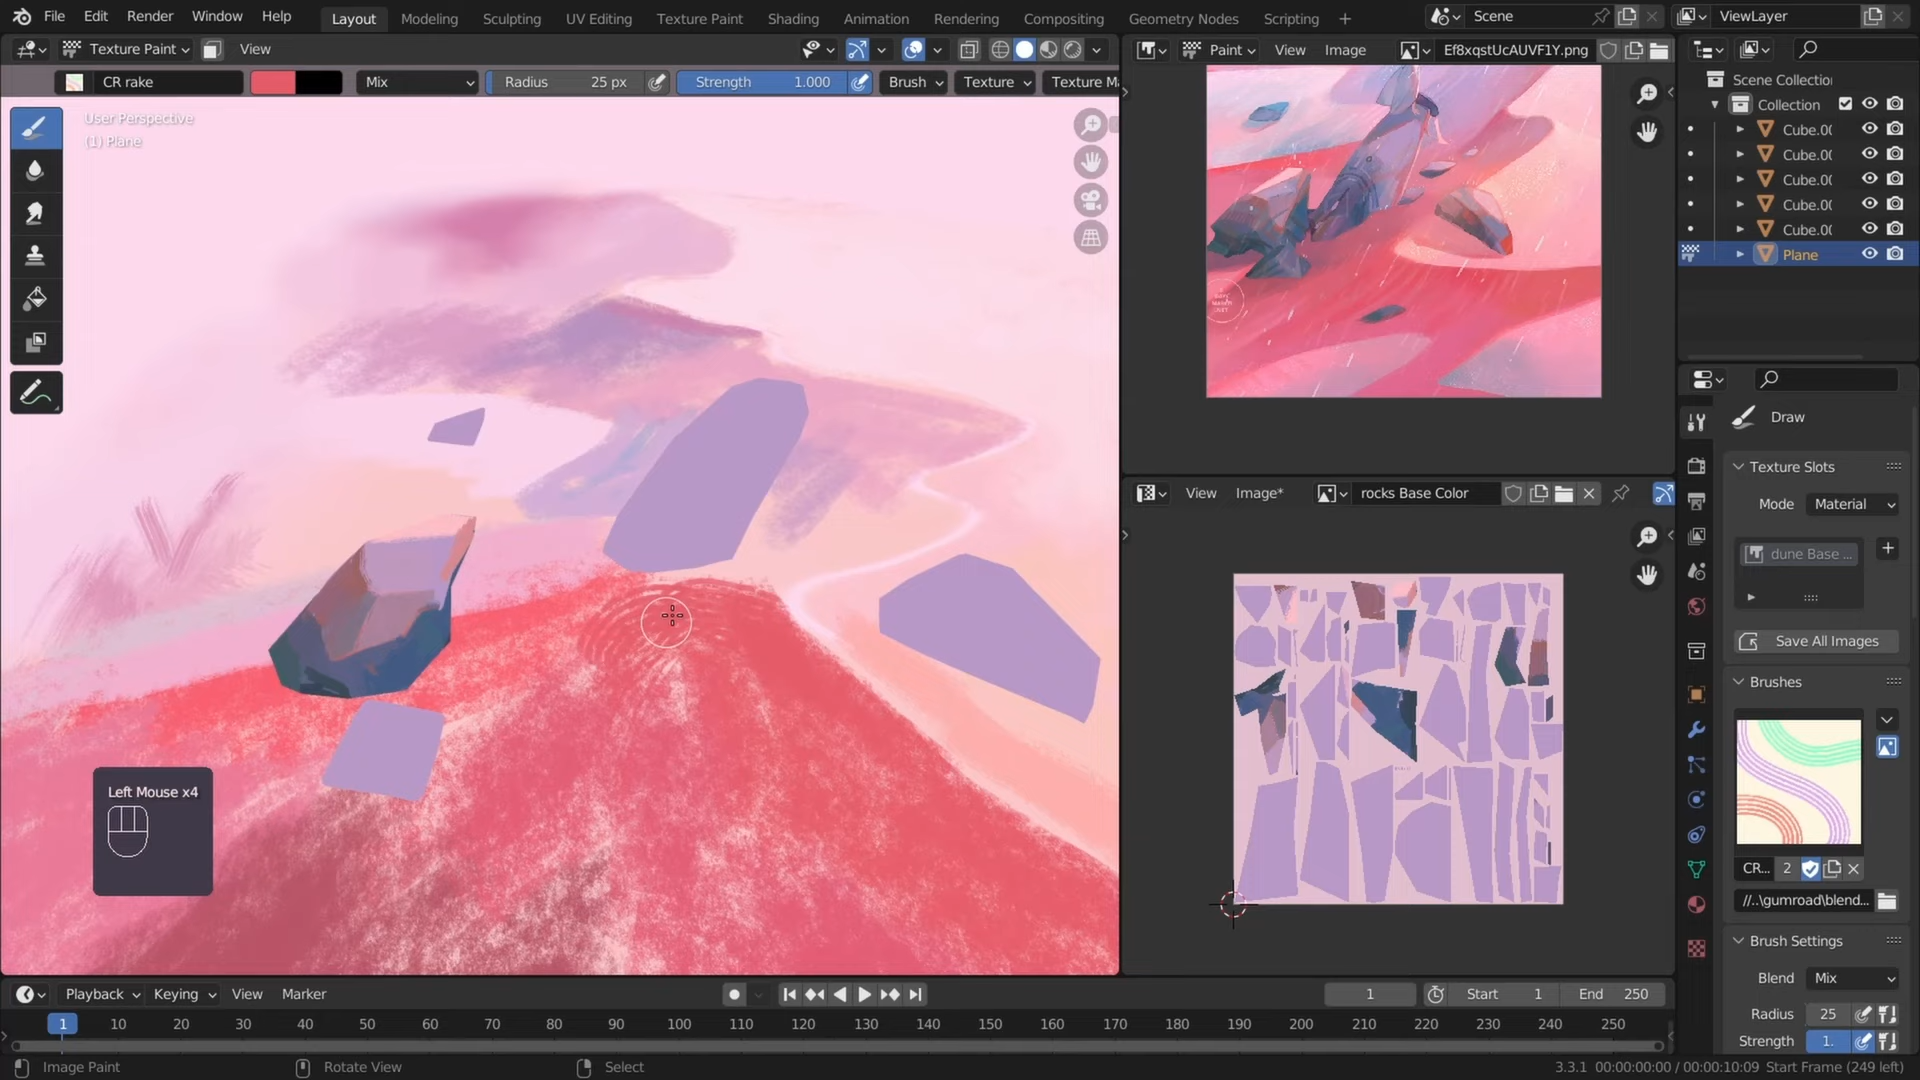 File Edit Render Window Help Layout Modeling Sculpting UV Editing Texture Paint Shading Animation Rendering Compositing Geometry Nodes Scripting + Scene ViewLayer
Texture Paint View
CR rake Mix Radius 25 px Strength 1.000 Brush Texture Texture M
User Perspective
(1) Plane
Left Mouse x4
Paint View Image Ef8xqstUcAUVF1Y.png
View Image* rocks Base Color
Scene Collectio
Collection
Cube.0
Cube.0
Cube.0
Cube.0
Cube.0
Plane
Draw
Texture Slots
Mode Material
dune Base ...
Save All Images
Brushes
CR... 2
//..\gumroad\blend...
Brush Settings
Blend Mix
Radius 25
Strength 1.
Playback Keying View Marker 1 Start 1 End 250
1 10 20 30 40 50 60 70 80 90 100 110 120 130 140 150 160 170 180 190 200 210 220 230 240 250
Image Paint Rotate View Select 3.3.1 00:00:00:00 / 00:00:10:09 Start Frame (249 left)